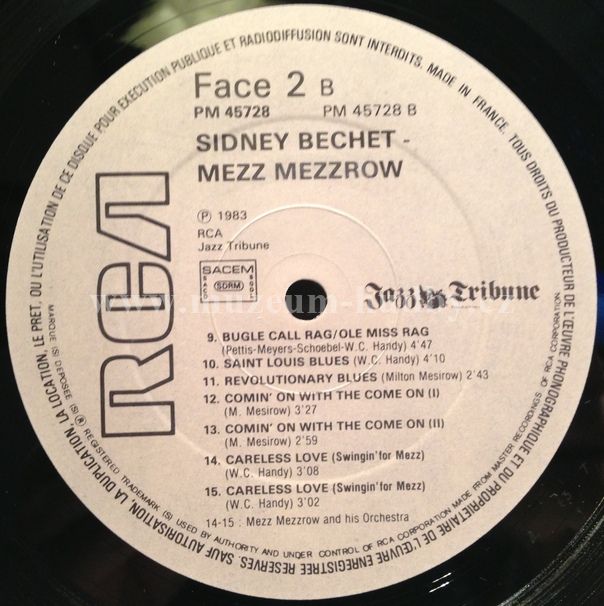 Face 2 B
PM 45728 PM 45728 B
SIDNEY BECHET -
MEZZ MEZZROW
RCA
℗ 1983
RCA
Jazz Tribune
SACEM
SACD SDRM SGDL
Jazz Tribune
www.muzeum-hudby.cz
9. BUGLE CALL RAG/OLE MISS RAG
(Pettis-Meyers-Schoebel-W.C. Handy) 4'47
10. SAINT LOUIS BLUES (W.C. Handy) 4'10
11. REVOLUTIONARY BLUES (Milton Mesirow) 2'43
12. COMIN' ON WITH THE COME ON (I)
(M. Mesirow) 3'27
13. COMIN' ON WITH THE COME ON (II)
(M. Mesirow) 2'59
14. CARELESS LOVE (Swingin' for Mezz)
(W.C. Handy) 3'08
15. CARELESS LOVE (Swingin' for Mezz)
(W.C. Handy) 3'02
14-15 : Mezz Mezzrow and his Orchestra
MADE IN FRANCE. TOUS DROITS DU PRODUCTEUR DE L'ŒUVRE PHONOGRAPHIQUE ET DU PROPRIETAIRE DE L'ŒUVRE ENREGISTREE RESERVES. SAUF AUTORISATION, LA DUPLICATION, LA LOCATION, LE PRET, OU L'UTILISATION DE CE DISQUE POUR EXECUTION PUBLIQUE ET RADIODIFFUSION SONT INTERDITS.
MARQUE (S) DEPOSEE (S) ® REGISTERED TRADEMARK (S) USED BY AUTHORITY AND UNDER CONTROL OF RCA CORPORATION MADE FROM MASTER RECORDINGS OF RCA CORPORATION